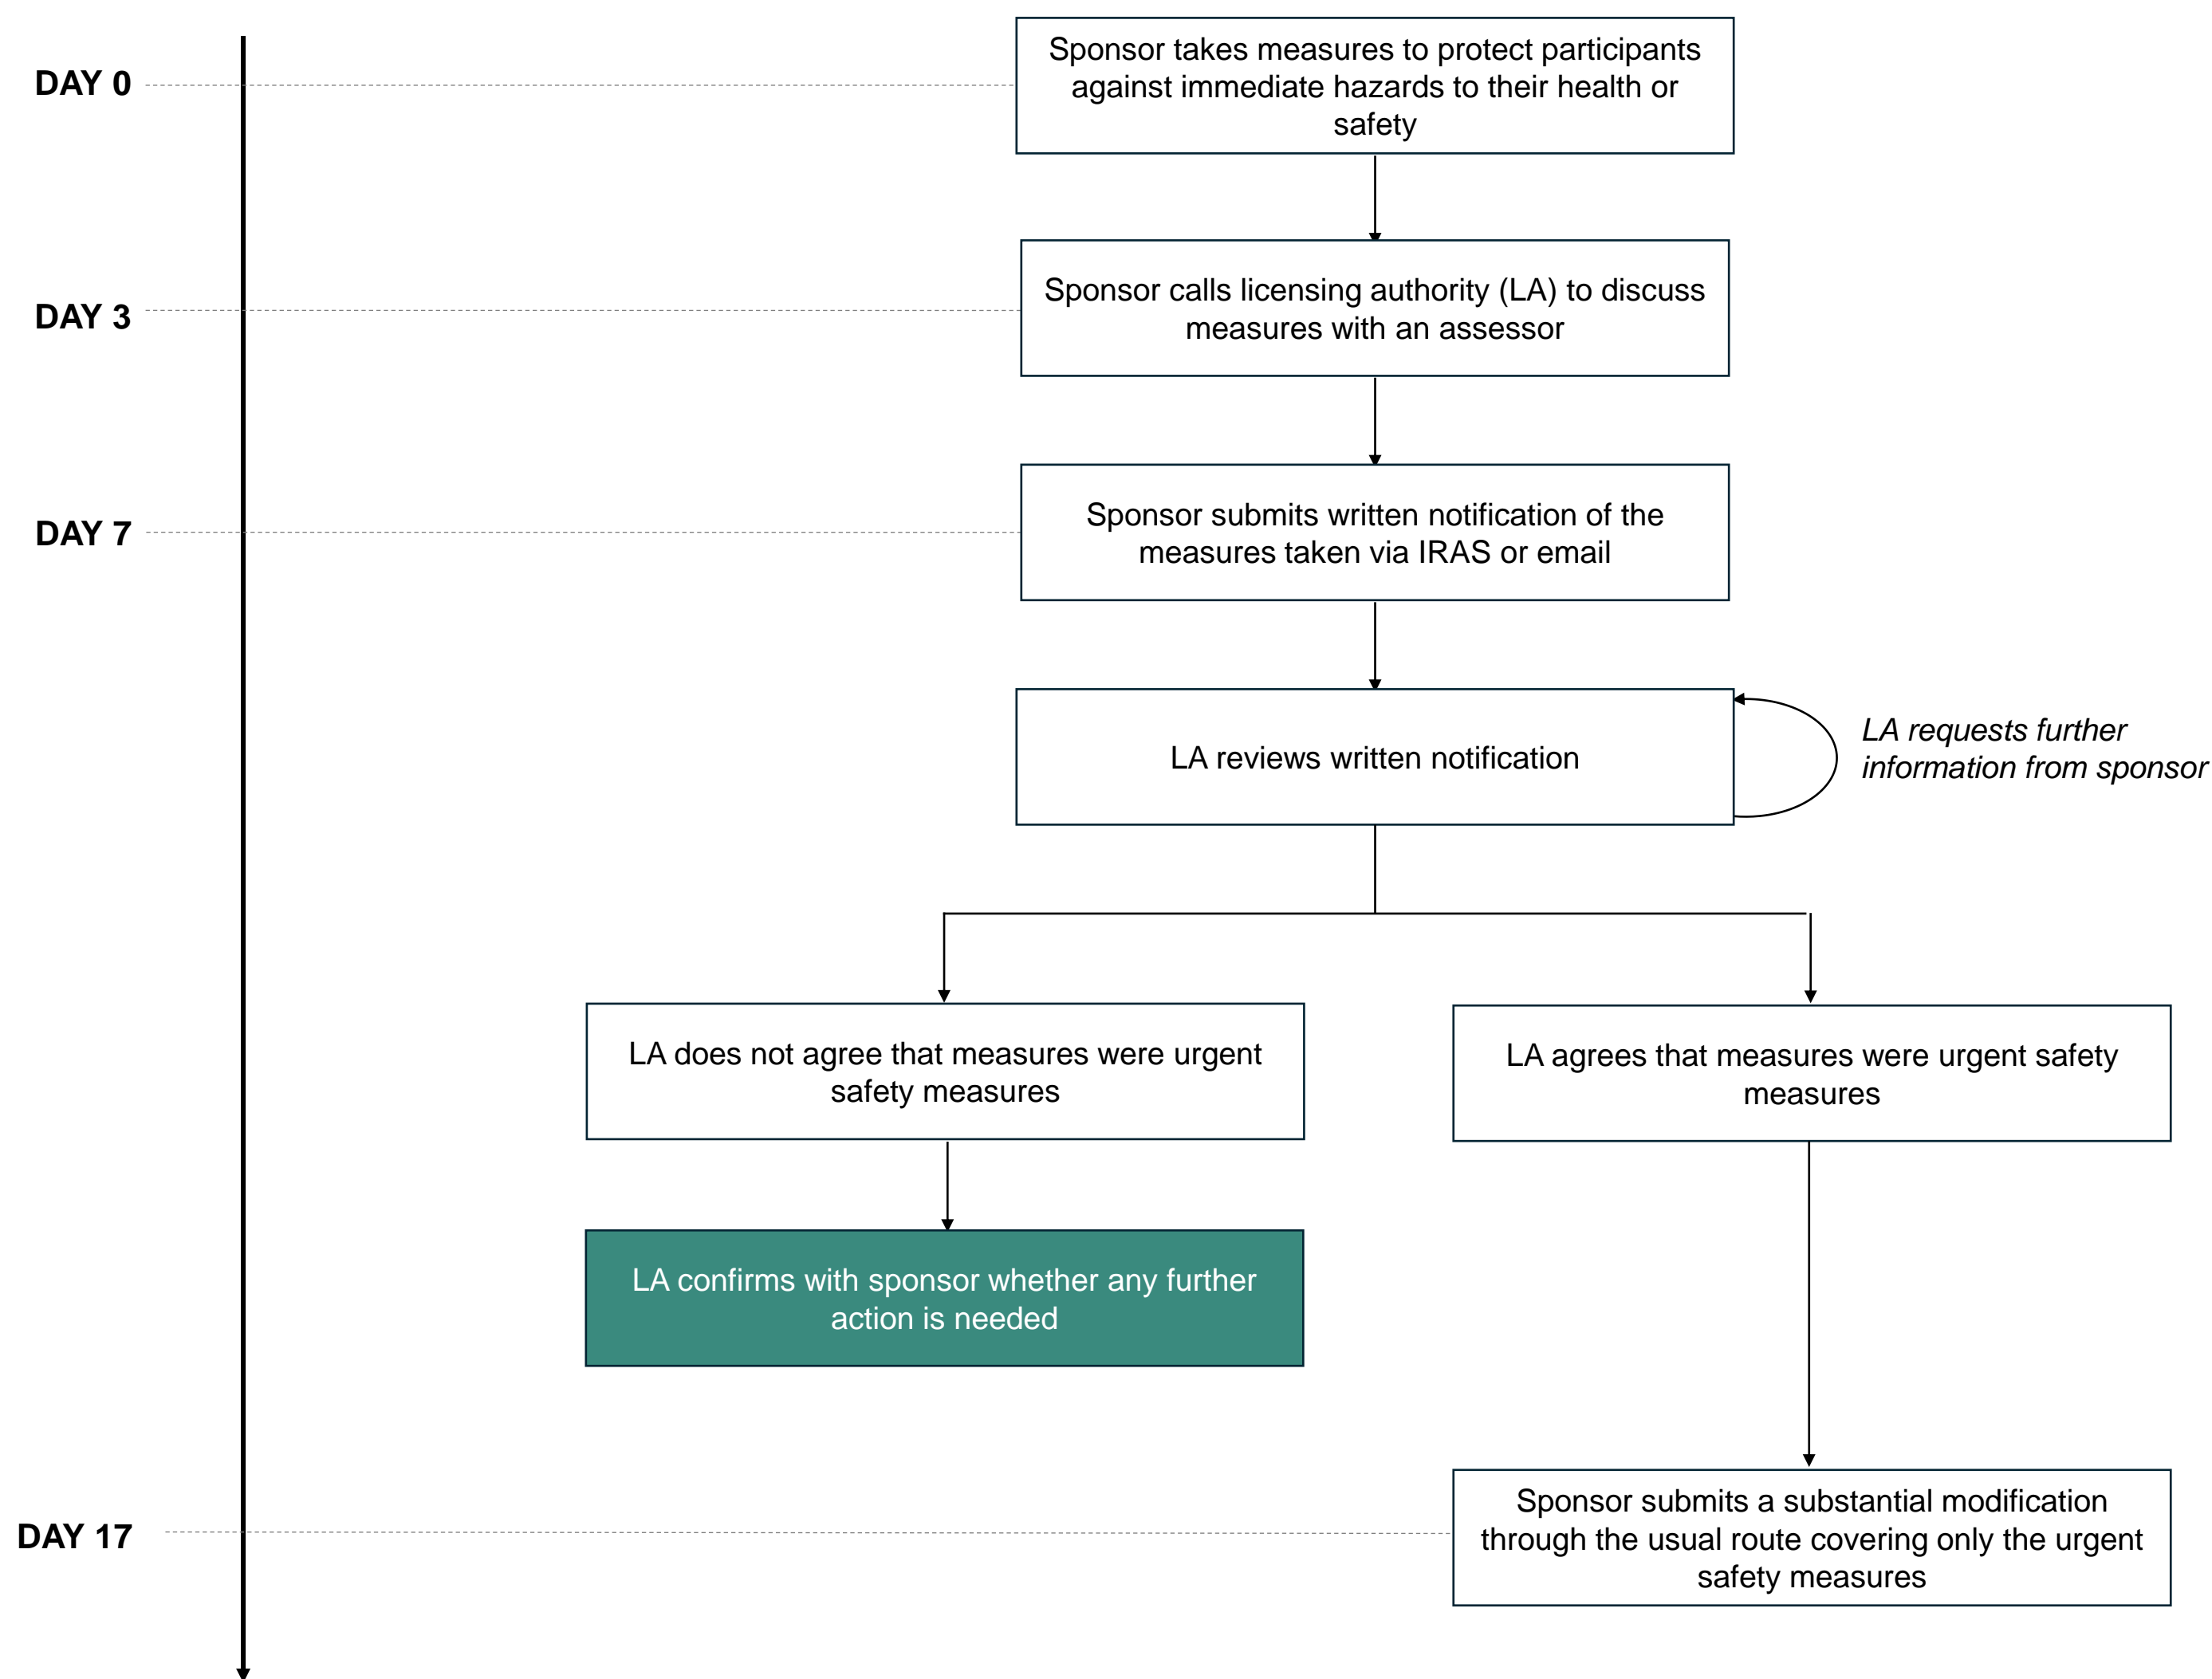 DAY 0
Sponsor takes measures to protect participants
against immediate hazards to their health or
safety
DAY 3
Sponsor calls licensing authority (LA) to discuss
measures with an assessor
DAY 7
Sponsor submits written notification of the
measures taken via IRAS or email
LA reviews written notification
LA requests further
information from sponsor
LA does not agree that measures were urgent
safety measures
LA agrees that measures were urgent safety
measures
LA confirms with sponsor whether any further
action is needed
DAY 17
Sponsor submits a substantial modification
through the usual route covering only the urgent
safety measures